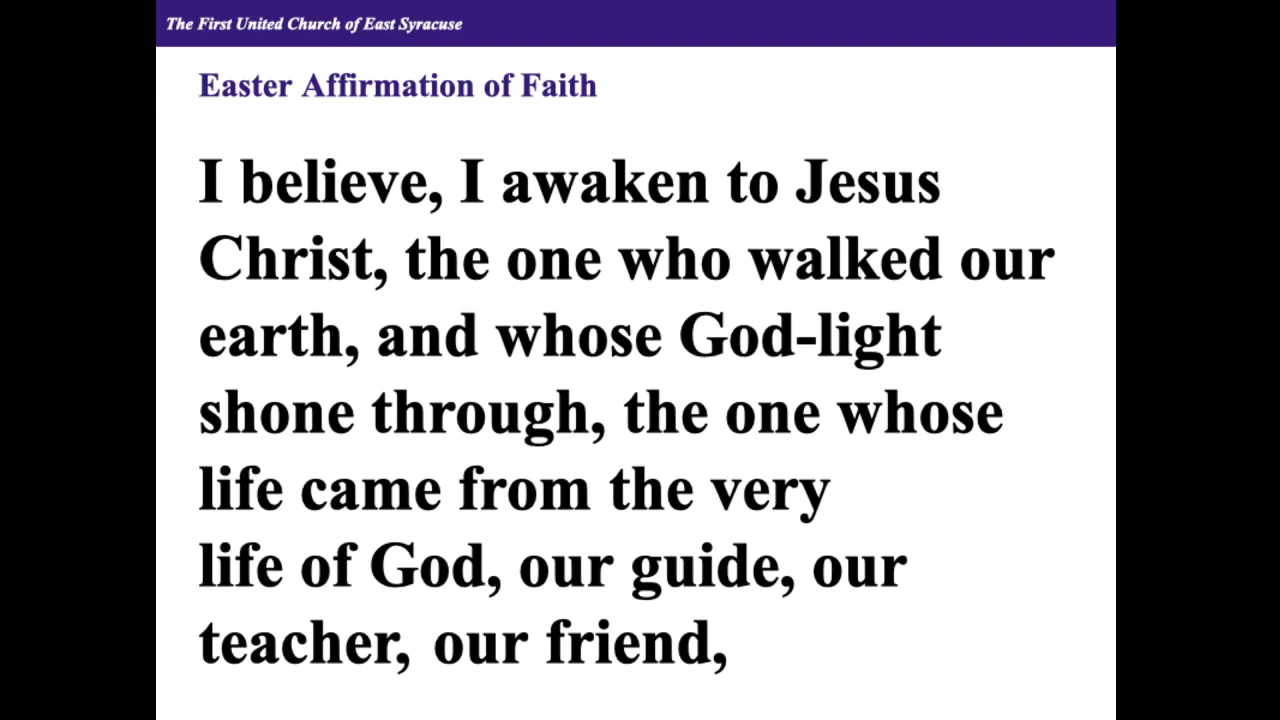 The First United Church of East Syracuse
Easter Affirmation of Faith
I believe, I awaken to Jesus
Christ, the one who walked our
earth, and whose God-light
shone through, the one whose
life came from the very
life of God, our guide, our
teacher, our friend,